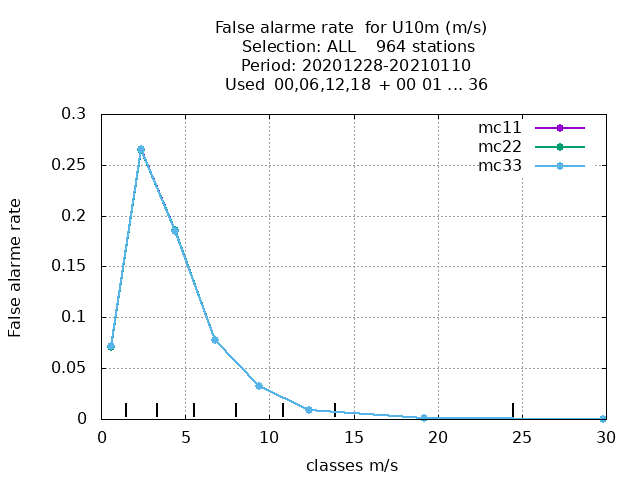 False alarme rate  for U10m (m/s)
Selection: ALL    964 stations
Period: 20201228-20210110
Used  00,06,12,18  + 00 01 ... 36
mc11
mc22
mc33
0.3
0.25
0.2
0.15
0.1
0.05
0
False alarme rate
0 5 10 15 20 25 30
classes m/s